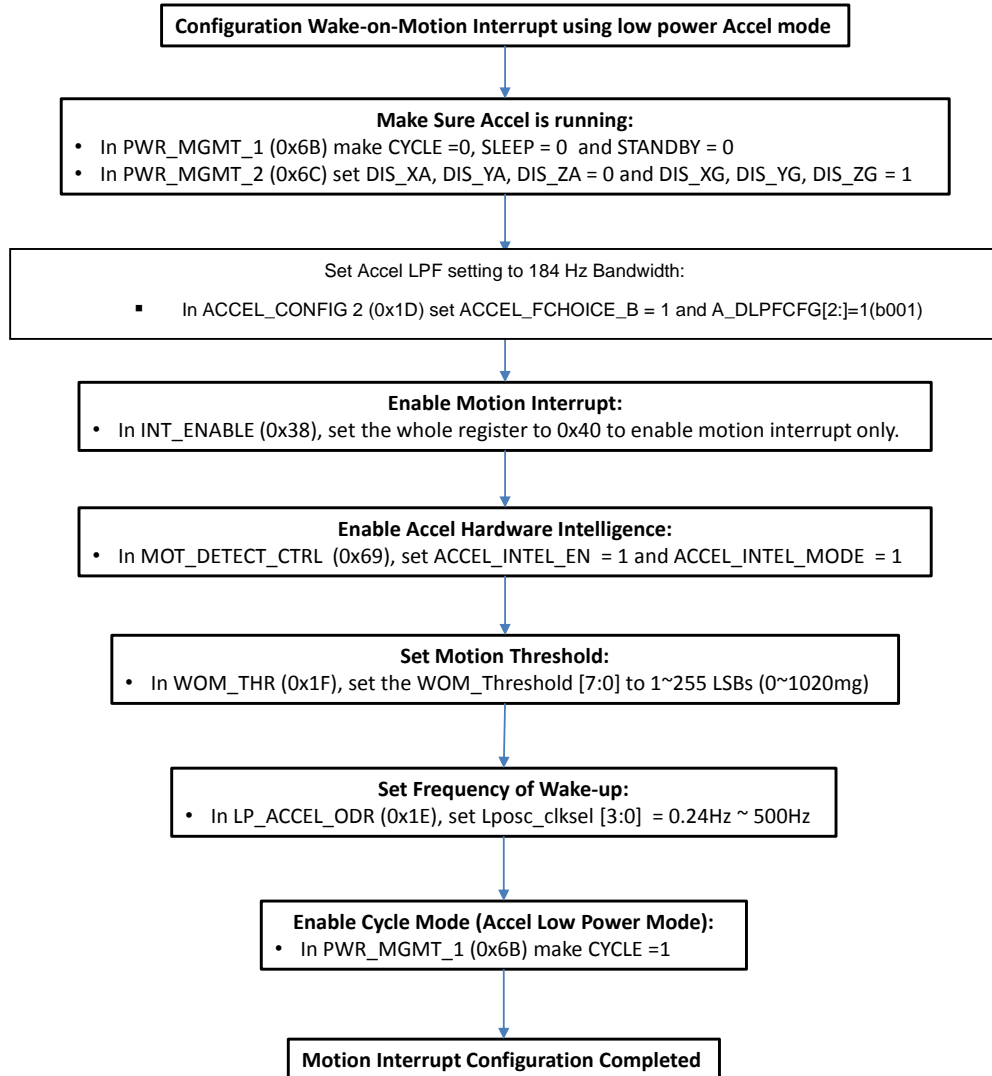 Configuration Wake-on-Motion Interrupt using low power Accel mode
Make Sure Accel is running:
• In PWR_MGMT_1 (0x6B) make CYCLE =0, SLEEP = 0 and STANDBY = 0
• In PWR_MGMT_2 (0x6C) set DIS_XA, DIS_YA, DIS_ZA = 0 and DIS_XG, DIS_YG, DIS_ZG = 1
Set Accel LPF setting to 184 Hz Bandwidth:
▪ In ACCEL_CONFIG 2 (0x1D) set ACCEL_FCHOICE_B = 1 and A_DLPFCFG[2:]=1(b001)
Enable Motion Interrupt:
• In INT_ENABLE (0x38), set the whole register to 0x40 to enable motion interrupt only.
Enable Accel Hardware Intelligence:
• In MOT_DETECT_CTRL (0x69), set ACCEL_INTEL_EN = 1 and ACCEL_INTEL_MODE = 1
Set Motion Threshold:
• In WOM_THR (0x1F), set the WOM_Threshold [7:0] to 1~255 LSBs (0~1020mg)
Set Frequency of Wake-up:
• In LP_ACCEL_ODR (0x1E), set Lposc_clksel [3:0] = 0.24Hz ~ 500Hz
Enable Cycle Mode (Accel Low Power Mode):
• In PWR_MGMT_1 (0x6B) make CYCLE =1
Motion Interrupt Configuration Completed